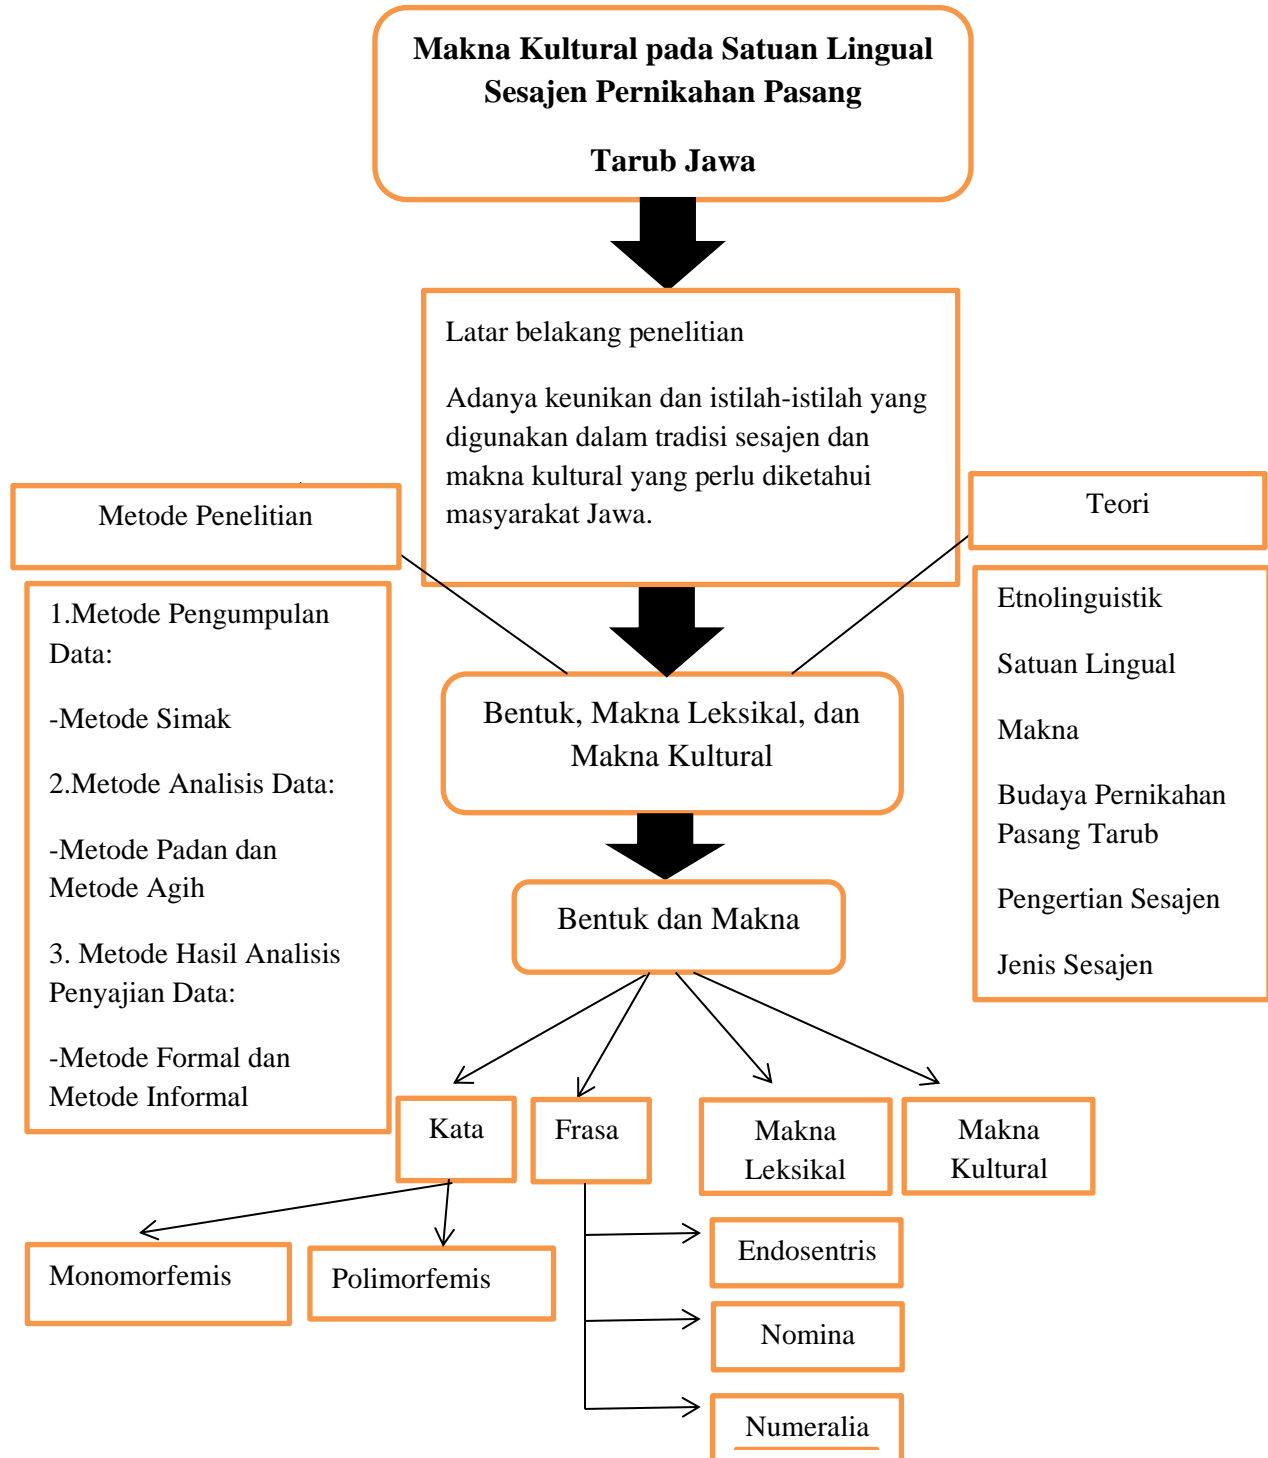 Makna Kultural pada Satuan Lingual
Sesajen Pernikahan Pasang
Tarub Jawa
Latar belakang penelitian
Adanya keunikan dan istilah-istilah yang
digunakan dalam tradisi sesajen dan
makna kultural yang perlu diketahui
masyarakat Jawa.
Metode Penelitian
1.Metode Pengumpulan
Data:
-Metode Simak
2.Metode Analisis Data:
-Metode Padan dan
Metode Agih
3. Metode Hasil Analisis
Penyajian Data:
-Metode Formal dan
Metode Informal
Teori
Etnolinguistik
Satuan Lingual
Makna
Budaya Pernikahan
Pasang Tarub
Pengertian Sesajen
Jenis Sesajen
Bentuk, Makna Leksikal, dan
Makna Kultural
Bentuk dan Makna
Kata
Frasa
Makna
Leksikal
Makna
Kultural
Monomorfemis
Polimorfemis
Endosentris
Nomina
Numeralia